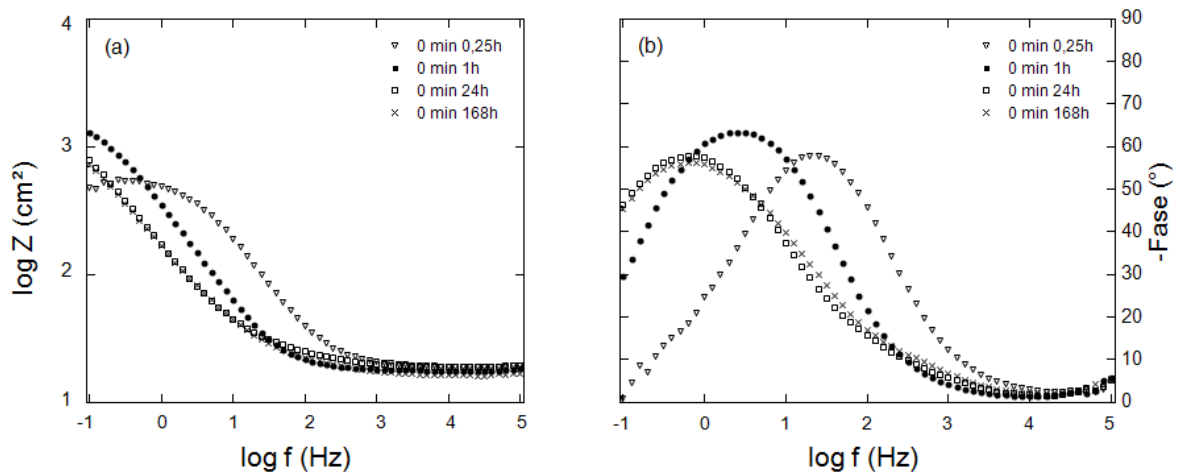 (a)
0 min 0,25h
0 min 1h
0 min 24h
0 min 168h
4
3
2
1
log Z (cm²)
-1 0 1 2 3 4 5
log f (Hz)
(b)
0 min 0,25h
0 min 1h
0 min 24h
0 min 168h
90
80
70
60
50
40
30
20
10
0
-Fase (°)
-1 0 1 2 3 4 5
log f (Hz)